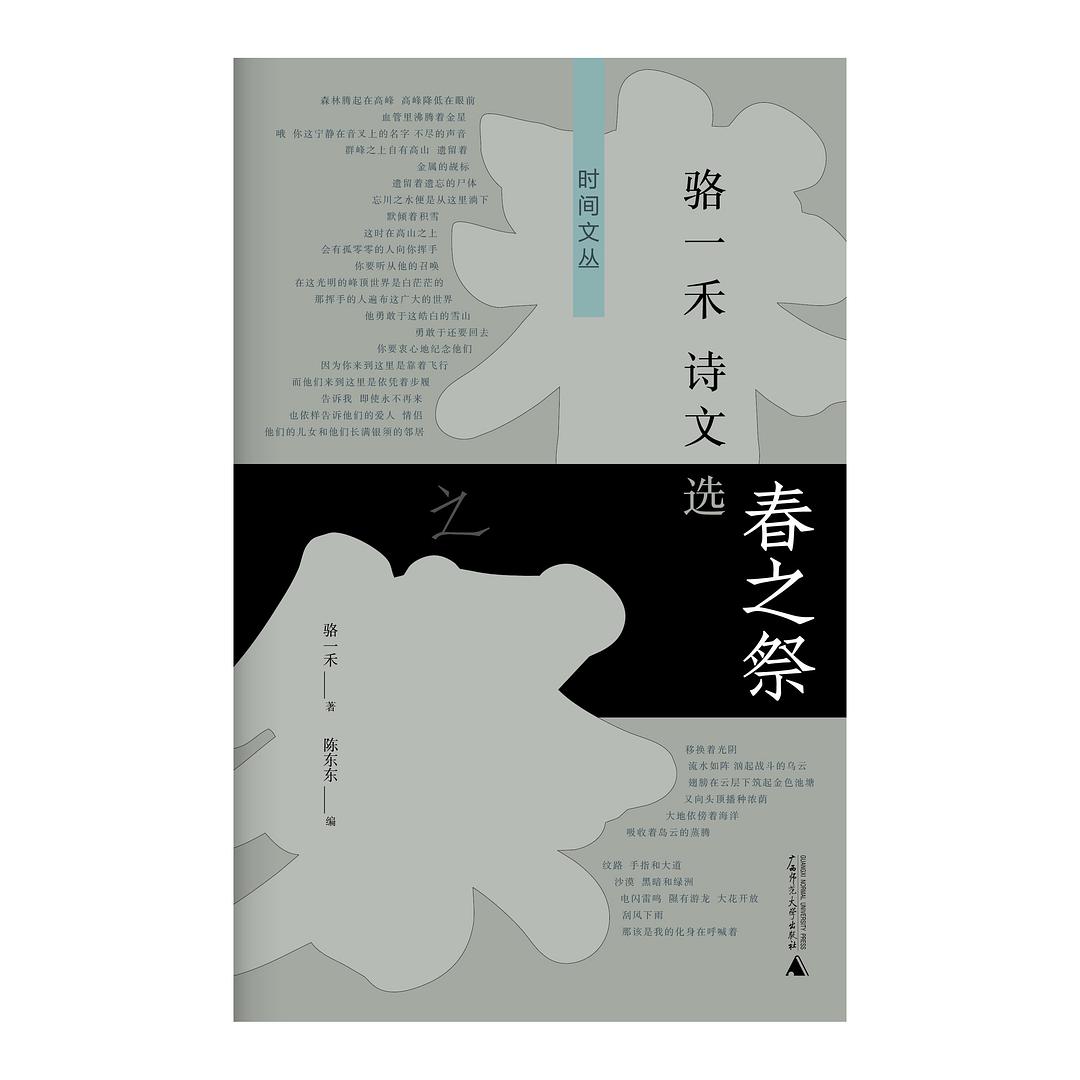 森林腾起在高峰 高峰降低在眼前
血管里沸腾着金星
哦 你这宁静在音叉上的名字 不尽的声音
群峰之上自有高山 遗留着
金属的觇标
遗留着遗忘的尸体
忘川之水便是从这里淌下
默倾着积雪
这时在高山之上
会有孤零零的人向你挥手
你要听从他的召唤
在这光明的峰顶世界是白茫茫的
那挥手的人遍布这广大的世界
他勇敢于这皓白的雪山
勇敢于还要回去
你要衷心地纪念他们
因为你来到这里是靠着飞行
而他们来到这里是依凭着步履
告诉我 即使永不再来
也依样告诉他们的爱人 情侣
他们的儿女和他们长满银须的邻居
时间文丛
骆一禾诗文选
春之祭
之
骆一禾——著
陈东东——编
移换着光阴
流水如阵 汹起战斗的乌云
翅膀在云层下筑起金色池塘
又向头顶播种浓荫
大地依傍着海洋
吸收着岛云的蒸腾
纹路 手指和大道
沙漠 黑暗和绿洲
电闪雷鸣 隰有游龙 大花开放
刮风下雨
那该是我的化身在呼喊着
广西师范大学出版社
GUANGXI NORMAL UNIVERSITY PRESS